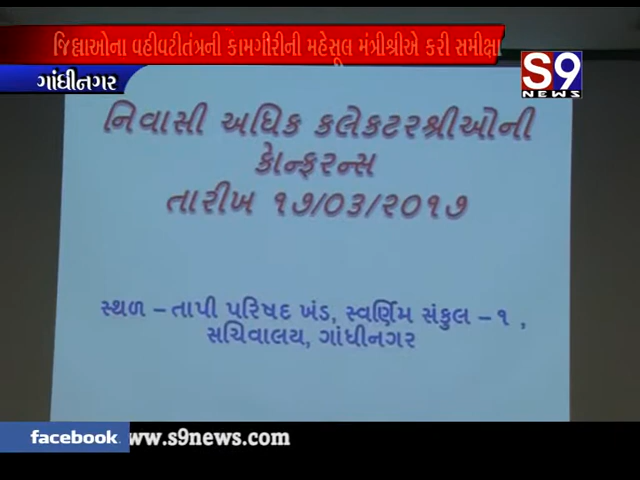 જિલ્લાઓના વહીવટીતંત્રની કામગીરીની મહેસૂલ મંત્રીશ્રીએ કરી સમીક્ષા
ગાંધીનગર
S9
NEWS
નિવાસી અધિક કલેકટરશ્રીઓની
કોન્ફરન્સ
તારીખ ૧૭/૦૩/૨૦૧૭
સ્થળ – તાપી પરિષદ ખંડ, સ્વર્ણિમ સંકુલ – ૧ ,
સચિવાલય, ગાંધીનગર
facebook. www.s9news.com